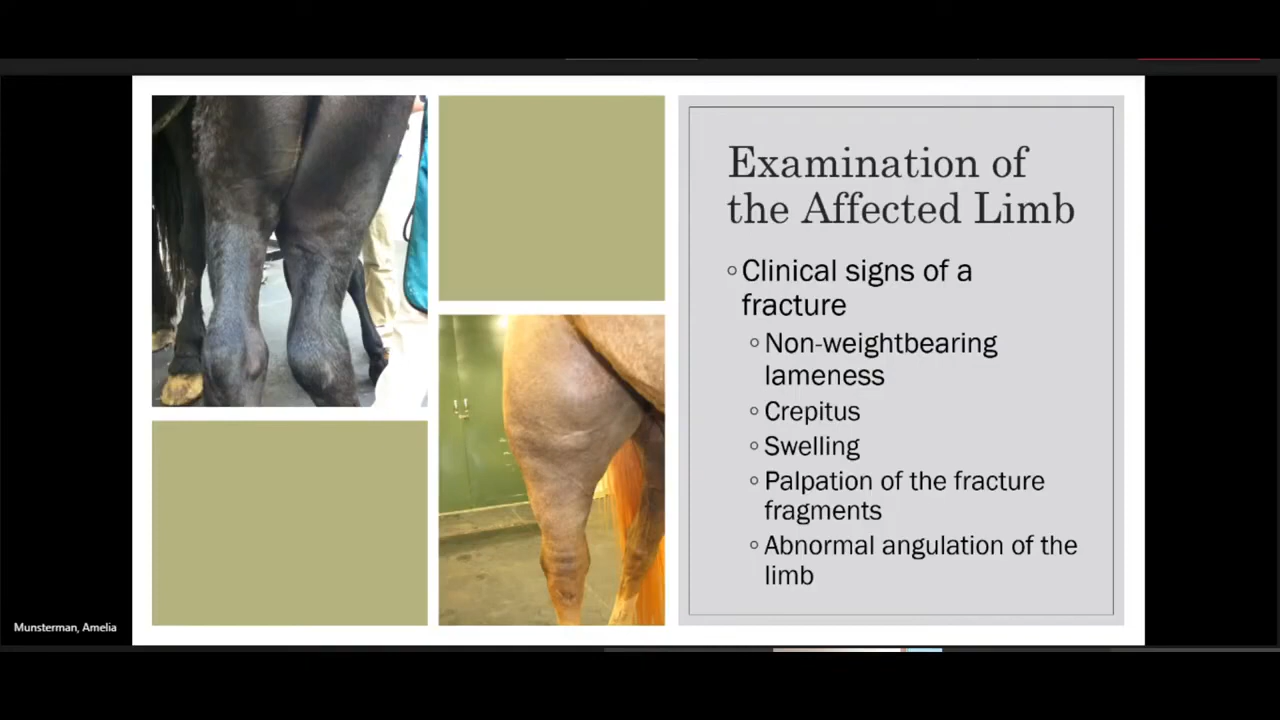 Examination of
the Affected Limb
◦ Clinical signs of a
fracture
◦ Non-weightbearing
lameness
◦ Crepitus
◦ Swelling
◦ Palpation of the fracture
fragments
◦ Abnormal angulation of the
limb
Munsterman, Amelia